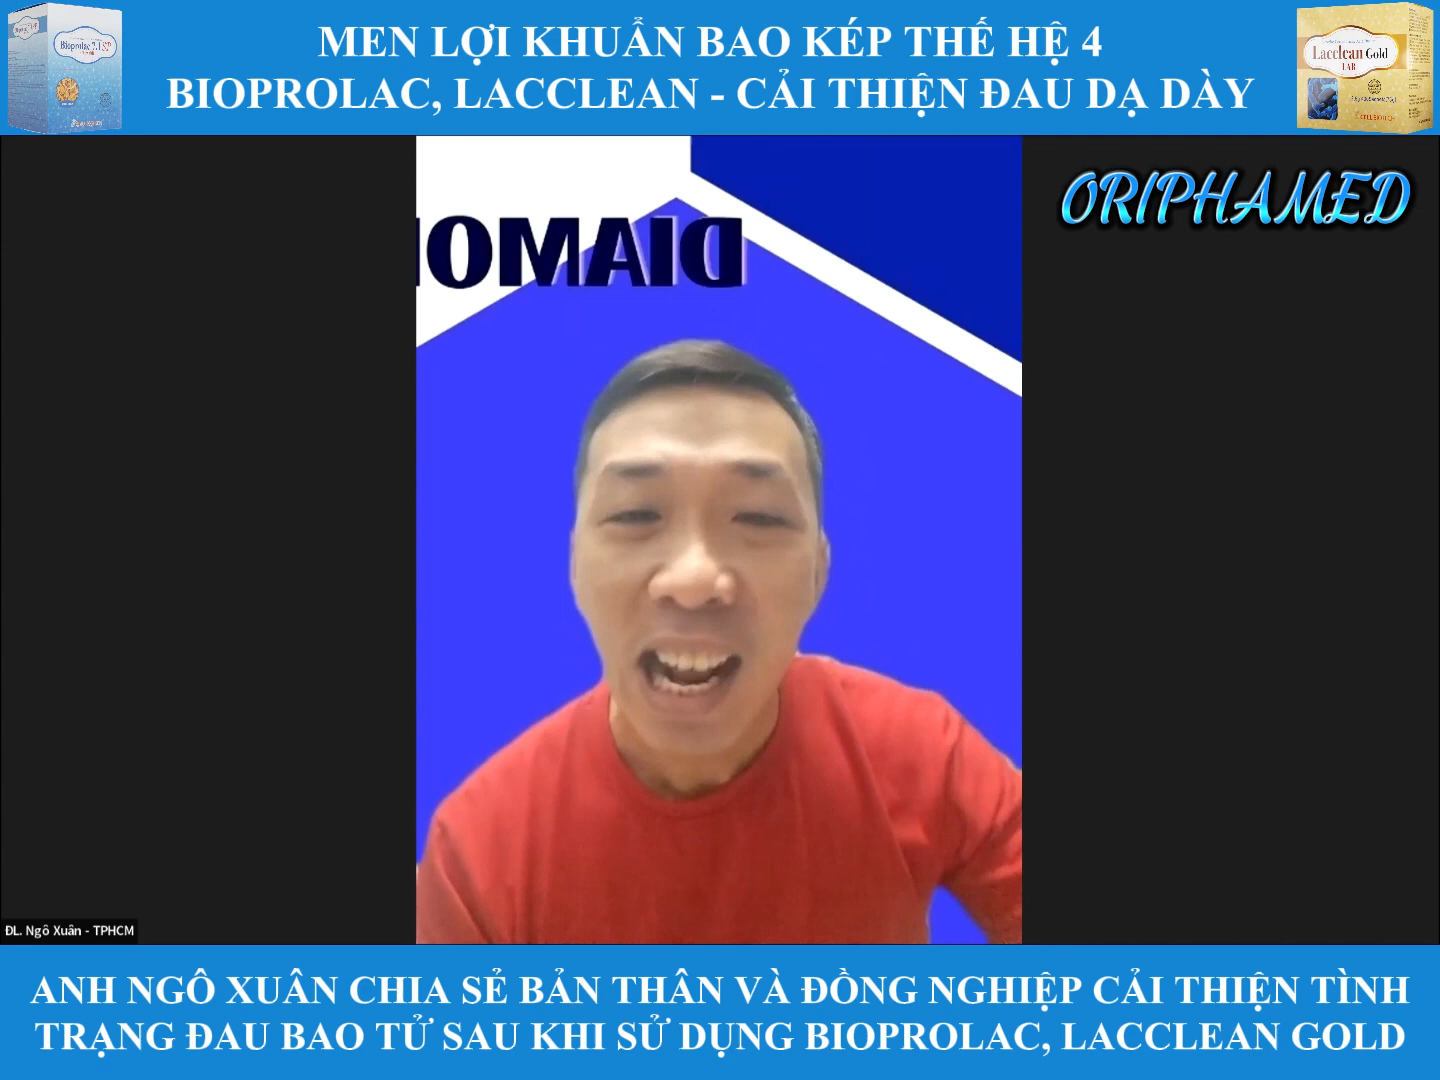 MEN LỢI KHUẨN BAO KÉP THẾ HỆ 4
BIOPROLAC, LACCLEAN - CẢI THIỆN ĐAU DẠ DÀY
Lacclean Gold
LAB
ORIPHAMED
DIAMO
ĐL. Ngô Xuân - TPHCM
ANH NGÔ XUÂN CHIA SẺ BẢN THÂN VÀ ĐỒNG NGHIỆP CẢI THIỆN TÌNH
TRẠNG ĐAU BAO TỬ SAU KHI SỬ DỤNG BIOPROLAC, LACCLEAN GOLD